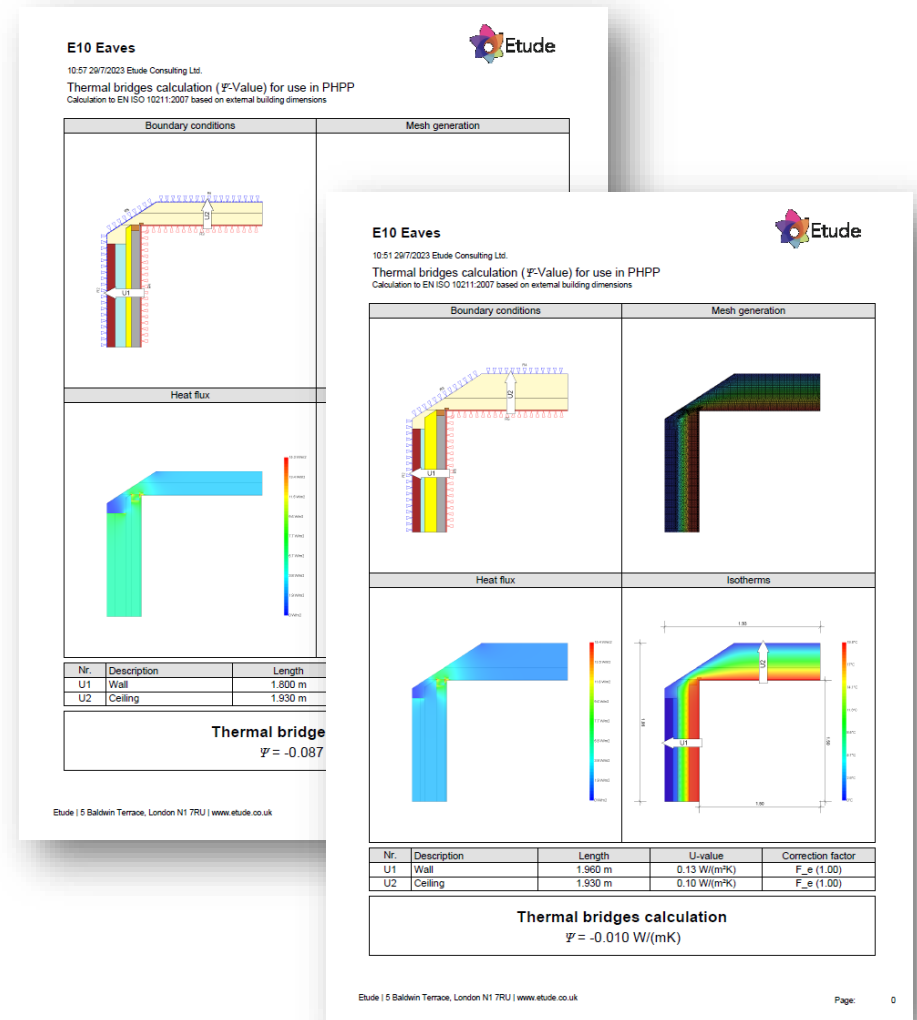 E10 Eaves
Etude
10:57 29/7/2023 Etude Consulting Ltd.
Thermal bridges calculation (Ψ-Value) for use in PHPP
Calculation to EN ISO 10211:2007 based on external building dimensions
Boundary conditions Mesh generation
U2
U1
Heat flux
Nr. Description Length
U1 Wall 1.800 m
U2 Ceiling 1.930 m
Thermal bridge
Ψ = -0.087
Etude | 5 Baldwin Terrace, London N1 7RU | www.etude.co.uk
E10 Eaves
Etude
10:51 29/7/2023 Etude Consulting Ltd.
Thermal bridges calculation (Ψ-Value) for use in PHPP
Calculation to EN ISO 10211:2007 based on external building dimensions
Boundary conditions Mesh generation
U2
U1
Heat flux Isotherms
1.93
U2
U1
Nr. Description Length U-value Correction factor
U1 Wall 1.960 m 0.13 W/(m²K) F_e (1.00)
U2 Ceiling 1.930 m 0.10 W/(m²K) F_e (1.00)
Thermal bridges calculation
Ψ = -0.010 W/(mK)
Etude | 5 Baldwin Terrace, London N1 7RU | www.etude.co.uk
Page: 0